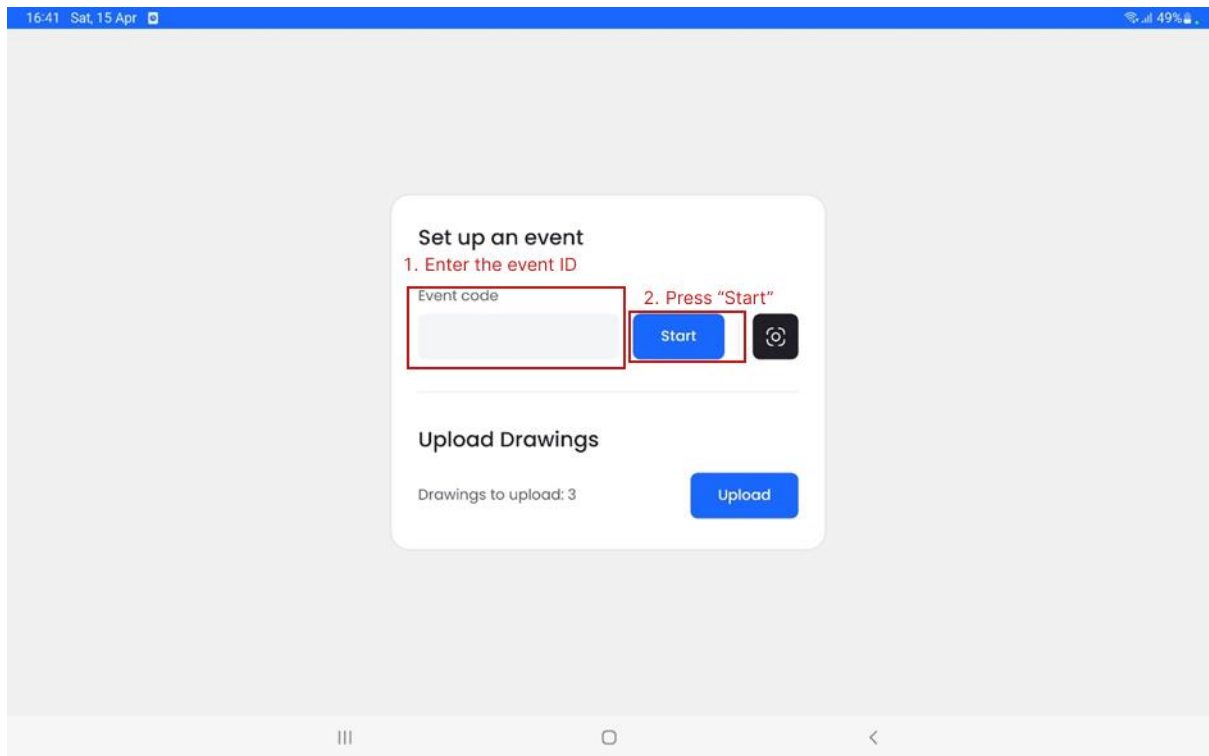 16:41 Sat, 15 Apr
49%
Set up an event
1. Enter the event ID
Event code
2. Press “Start”
Start
Upload Drawings
Drawings to upload: 3
Upload